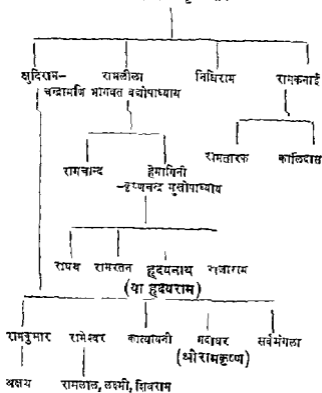 क्षुदिराम– रामलीला निधिराम रामकनाई
चन्द्रामणि भागवत बंद्योपाध्याय
रामचान्द हेमांगिनी रामतारक कालिदास
–कृष्णचन्द्र मुखोपाध्याय
राघव रामरतन हृदयनाथ राजाराम
(या हृदयराम)
रामकुमार रामेश्वर कात्यायनी गदाधर सर्वमंगला
(श्रीरामकृष्ण)
अक्षय रामलाल, लक्ष्मी, शिवराम